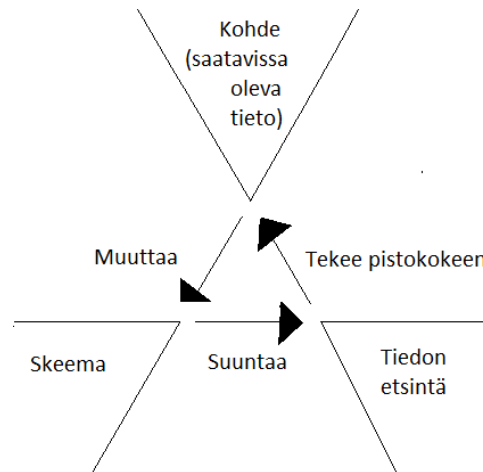 Kohde
(saatavissa
oleva
tieto)
Muuttaa
Tekee pistokokeen
Skeema
Suuntaa
Tiedon
etsintä